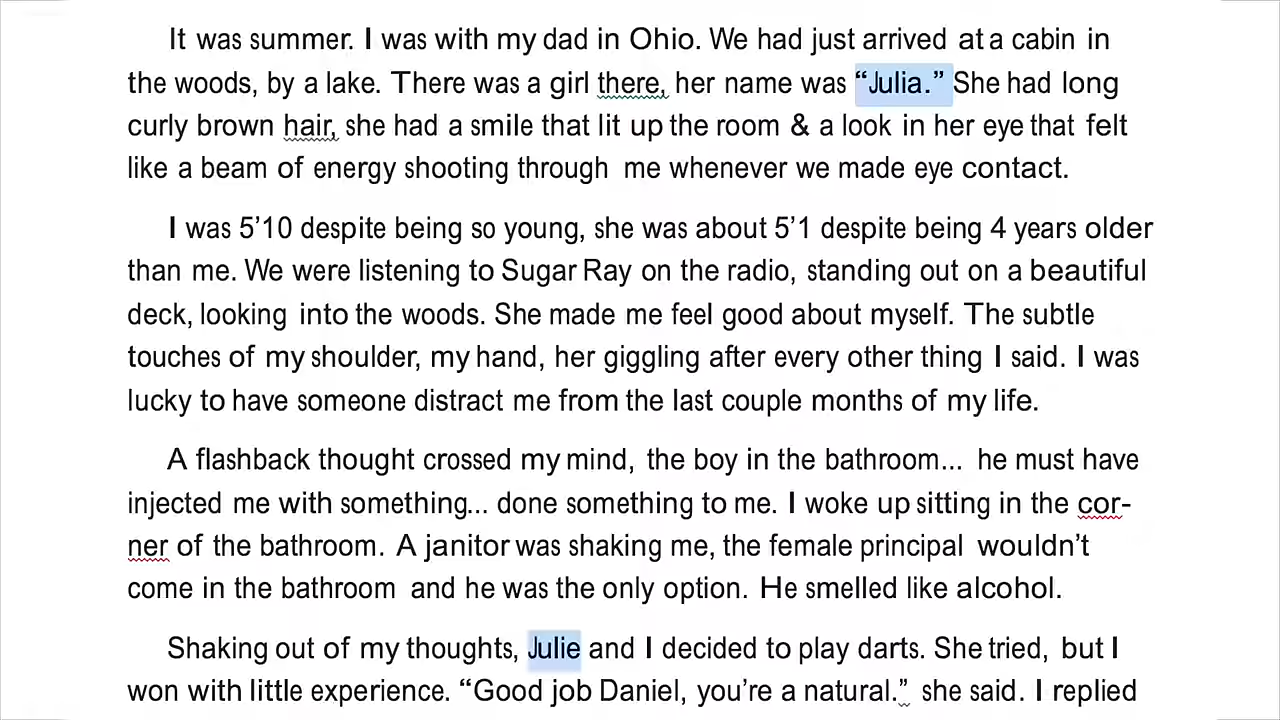 It was summer. I was with my dad in Ohio. We had just arrived at a cabin in
the woods, by a lake. There was a girl there, her name was “Julia.” She had long
curly brown hair, she had a smile that lit up the room & a look in her eye that felt
like a beam of energy shooting through me whenever we made eye contact.
I was 5’10 despite being so young, she was about 5’1 despite being 4 years older
than me. We were listening to Sugar Ray on the radio, standing out on a beautiful
deck, looking into the woods. She made me feel good about myself. The subtle
touches of my shoulder, my hand, her giggling after every other thing I said. I was
lucky to have someone distract me from the last couple months of my life.
A flashback thought crossed my mind, the boy in the bathroom... he must have
injected me with something... done something to me. I woke up sitting in the cor-
ner of the bathroom. A janitor was shaking me, the female principal wouldn’t
come in the bathroom and he was the only option. He smelled like alcohol.
Shaking out of my thoughts, Julie and I decided to play darts. She tried, but I
won with little experience. “Good job Daniel, you’re a natural.” she said. I replied